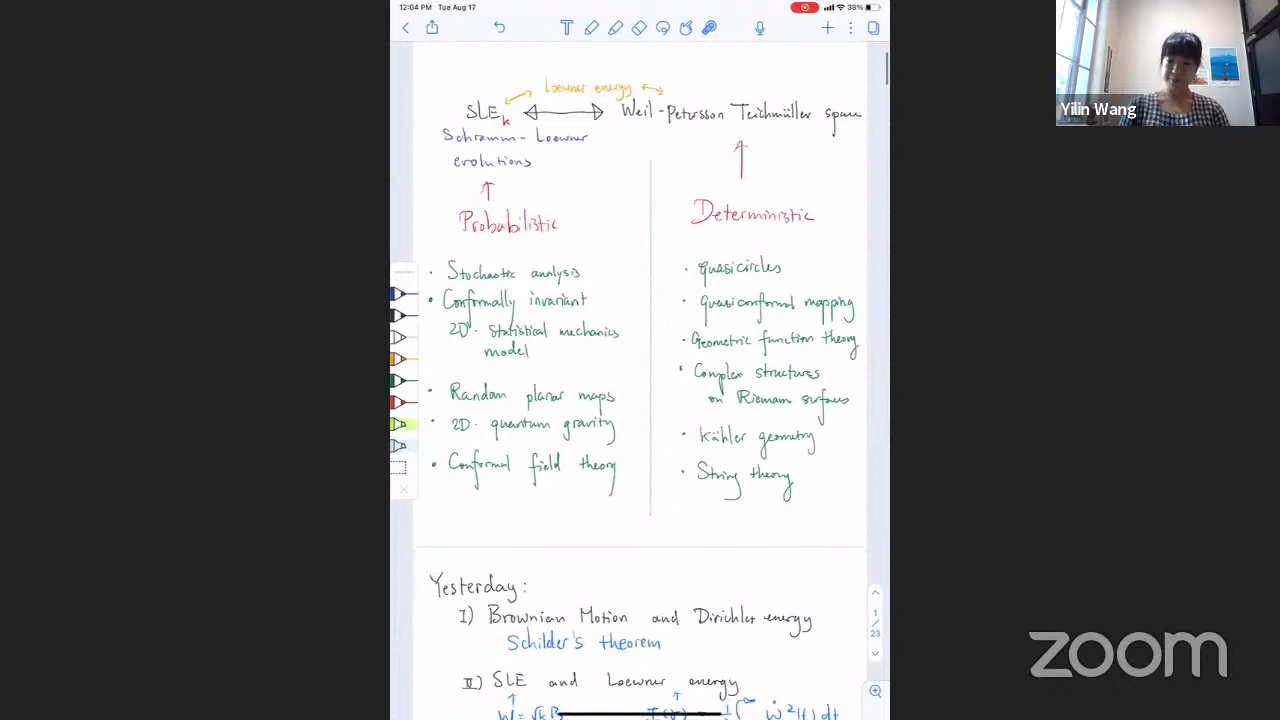 12:04 PM Tue Aug 17
38%
Loewner energy
SLEκ Weil-Petersson Teichmüller space
Schramm-Loewner
evolutions
Probabilistic
Deterministic
· Stochastic analysis
· Conformally invariant
2D. Statistical mechanics
model
· Random planar maps
· 2D. quantum gravity
· Conformal field theory
· quasicircles
· quasiconformal mapping
· Geometric function theory
· Complex structures
on Riemann surfaces
· Kähler geometry
· String theory
Yesterday:
I) Brownian Motion and Dirichlet energy
Schilder's theorem
II) SLE and Loewner energy
1
/
23
Yilin Wang
zoom